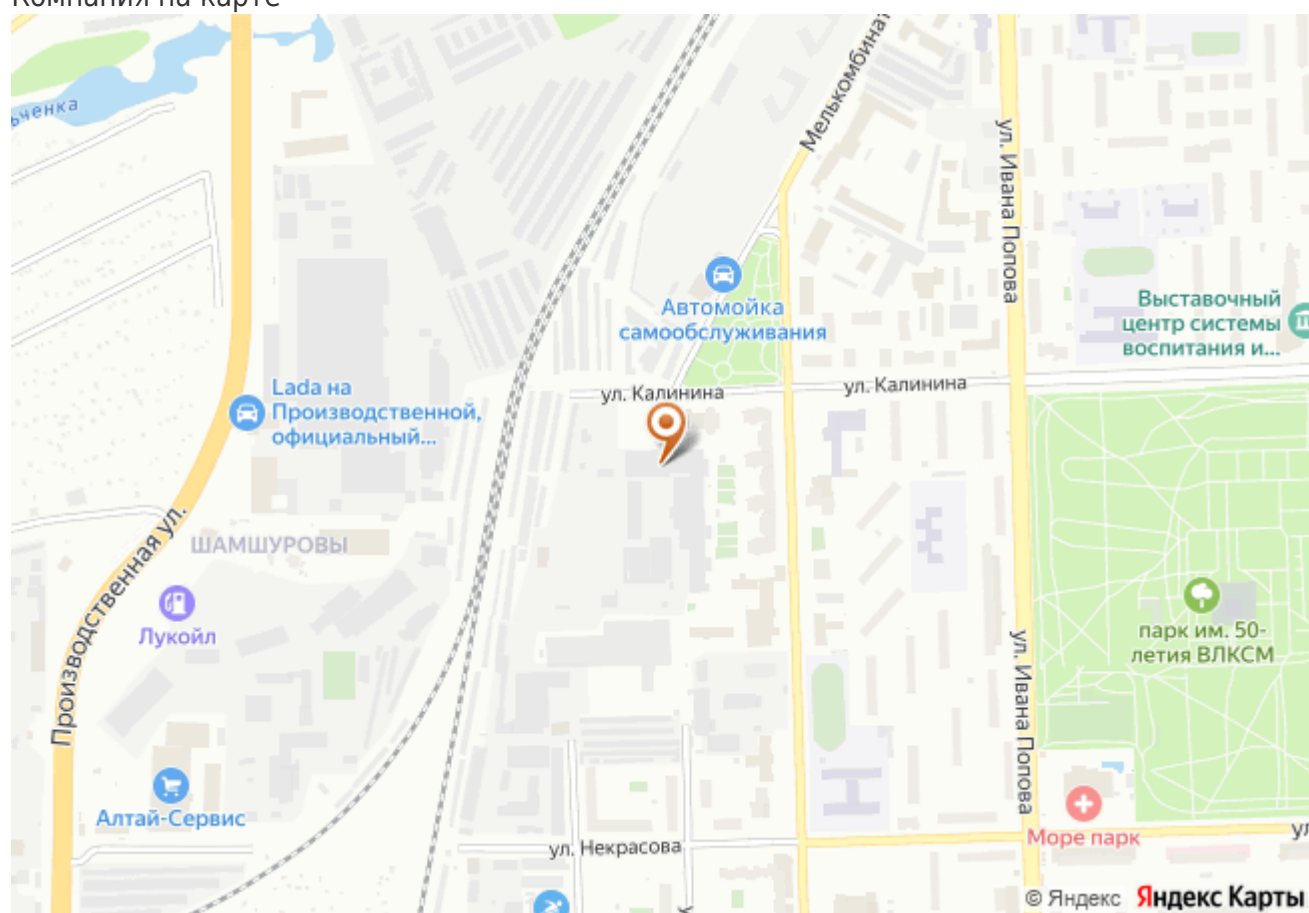 Компания на карте
ьченка
Мелькомбинат
ул. Ивана Попова
Автомойка
самообслуживания
Выставочный
центр системы
воспитания и...
Lada на
Производственной,
официальный...
ул. Калинина
ул. Калинина
Производственная ул.
ШАМШУРОВЫ
Лукойл
парк им. 50-
летия ВЛКСМ
ул. Ивана Попова
Алтай-Сервис
ул. Некрасова
Море парк
ул
© Яндекс Яндекс Карты